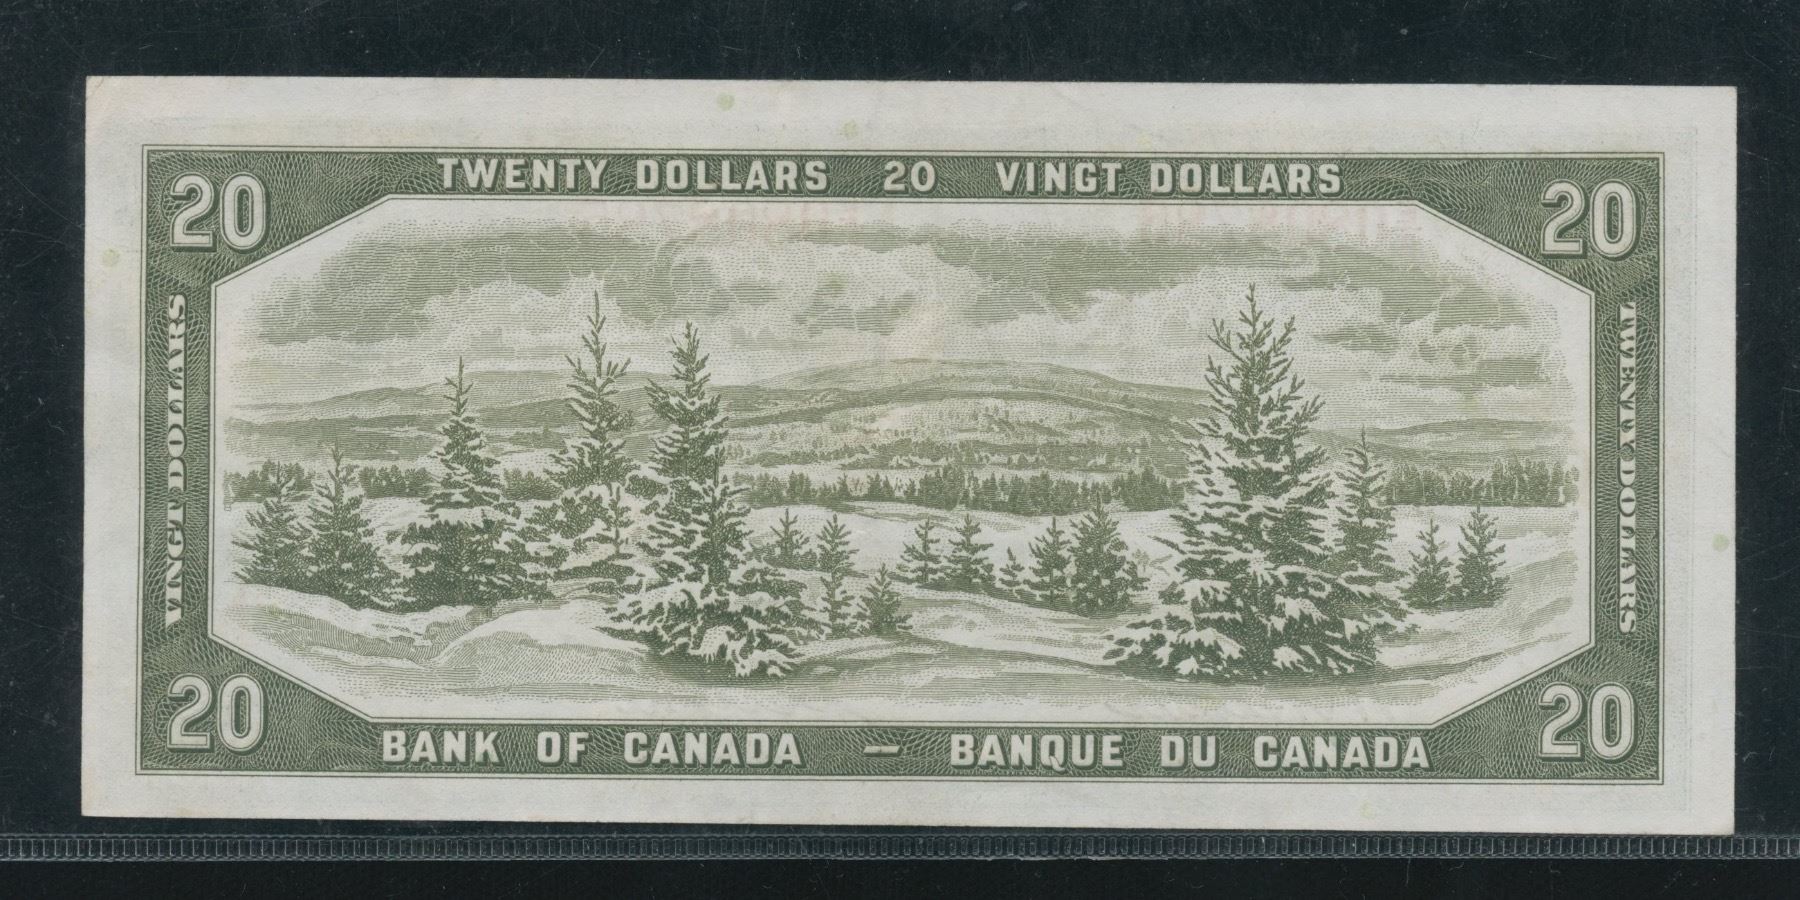 TWENTY DOLLARS 20 VINGT DOLLARS
20
20
VINGT DOLLARS
TWENTY DOLLARS
20
20
BANK OF CANADA — BANQUE DU CANADA